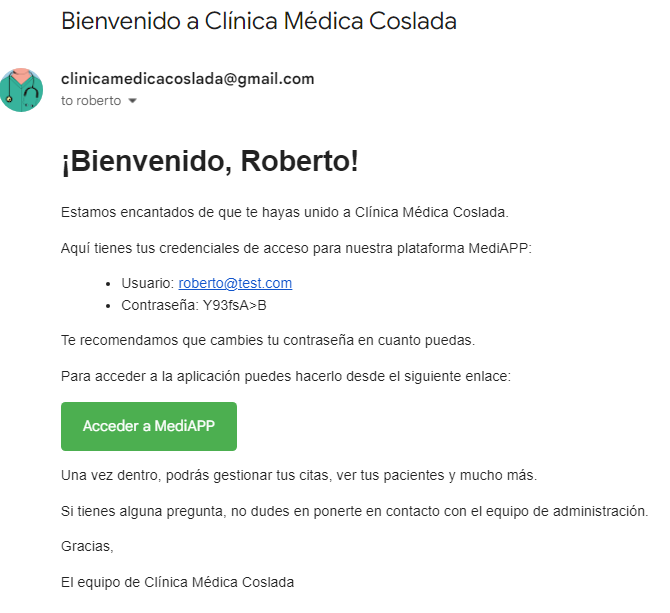 Bienvenido a Clínica Médica Coslada
clinicamedicacoslada@gmail.com
to roberto
¡Bienvenido, Roberto!
Estamos encantados de que te hayas unido a Clínica Médica Coslada.
Aquí tienes tus credenciales de acceso para nuestra plataforma MediAPP:
• Usuario: roberto@test.com
• Contraseña: Y93fsA>B
Te recomendamos que cambies tu contraseña en cuanto puedas.
Para acceder a la aplicación puedes hacerlo desde el siguiente enlace:
Acceder a MediAPP
Una vez dentro, podrás gestionar tus citas, ver tus pacientes y mucho más.
Si tienes alguna pregunta, no dudes en ponerte en contacto con el equipo de administración.
Gracias,
El equipo de Clínica Médica Coslada